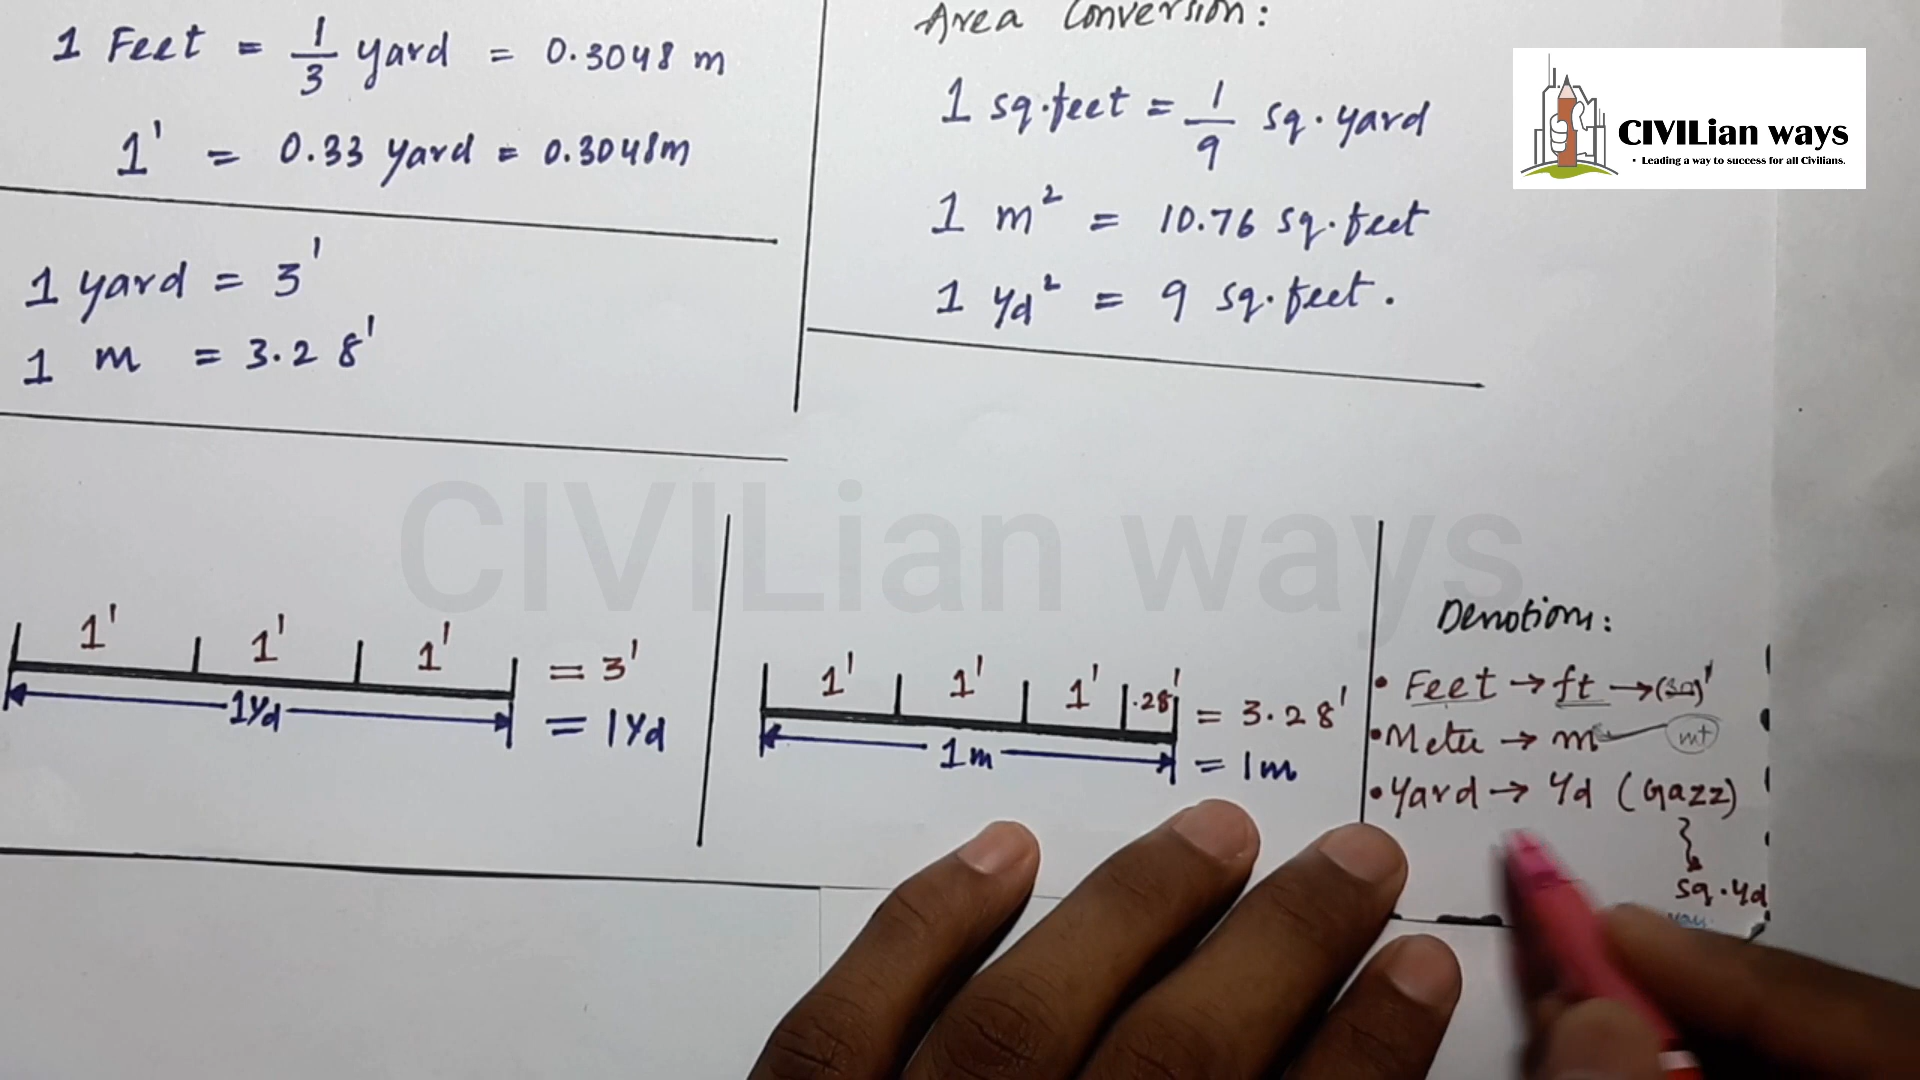 1 Feet = 1/3 yard = 0.3048 m
1' = 0.33 yard = 0.3048m
1 yard = 3'
1 m = 3.28'
Area Conversion:
1 sq.feet = 1/9 sq.yard
1 m² = 10.76 sq.feet
1 yd² = 9 sq.feet.
CIVILian ways
• Leading a way to success for all Civilians.
CIVILian ways
1' 1' 1' = 3'
1yd = 1yd
1' 1' 1' .28' = 3.28'
1m = 1m
Denotions:
• Feet → ft → '
• Meter → m mt
• Yard → yd (Gazz)
sq.yd